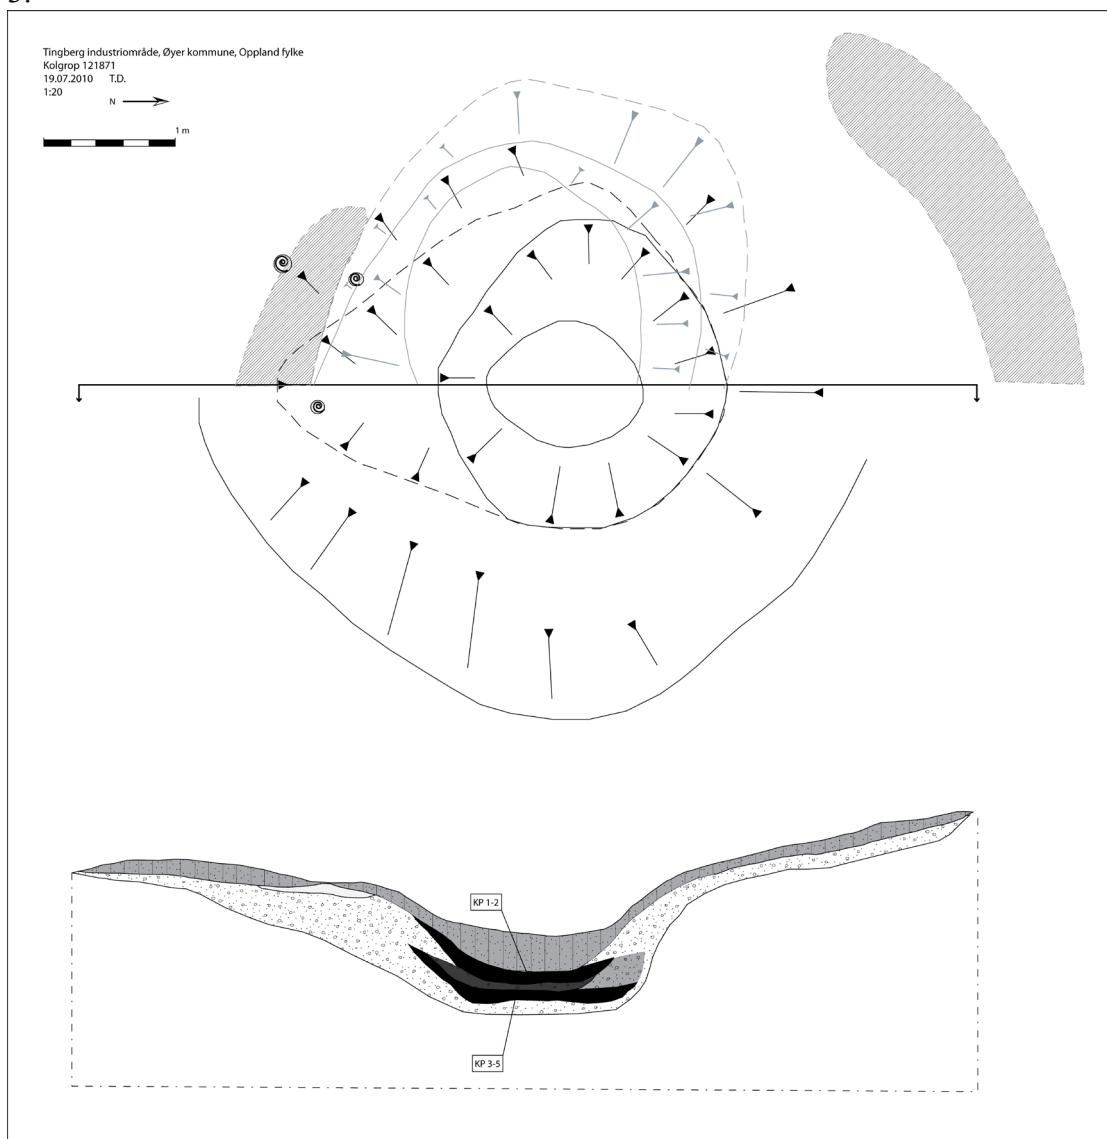 Tingberg industriområde, Øyer kommune, Oppland fylke
Kolgrop 121871
19.07.2010 T.D.
1:20
N
1 m
KP 1-2
KP 3-5